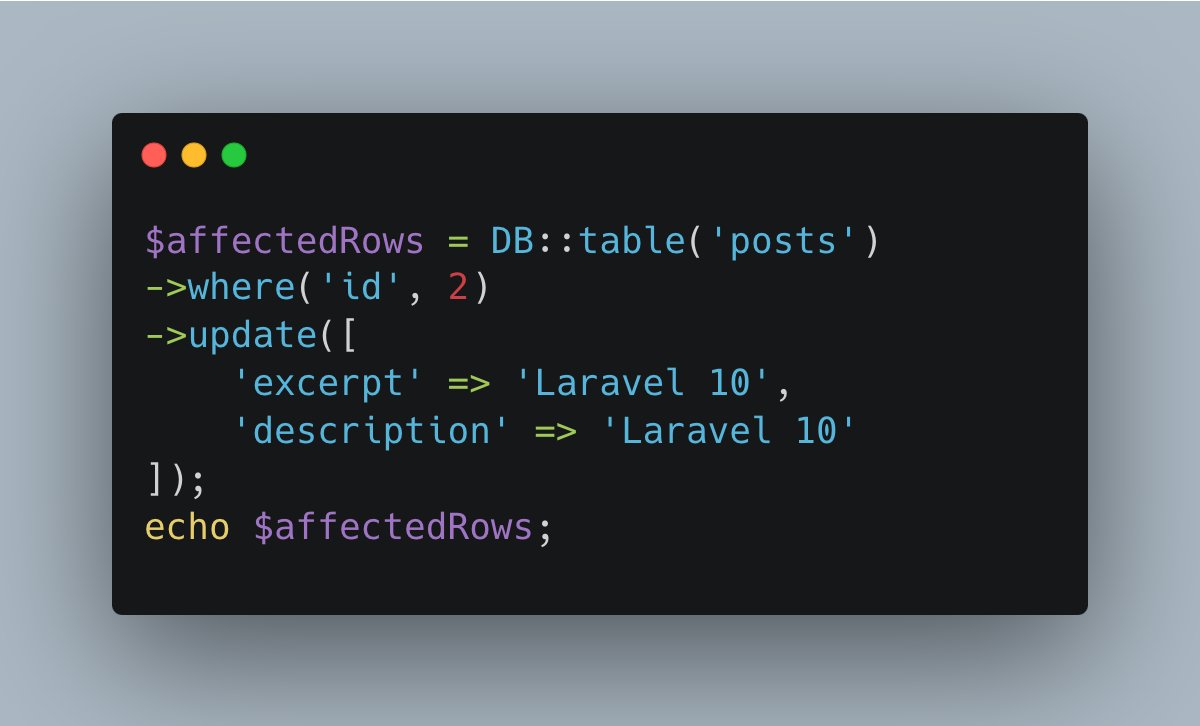 $affectedRows = DB::table('posts')
->where('id', 2)
->update([
    'excerpt' => 'Laravel 10',
    'description' => 'Laravel 10'
]);
echo $affectedRows;